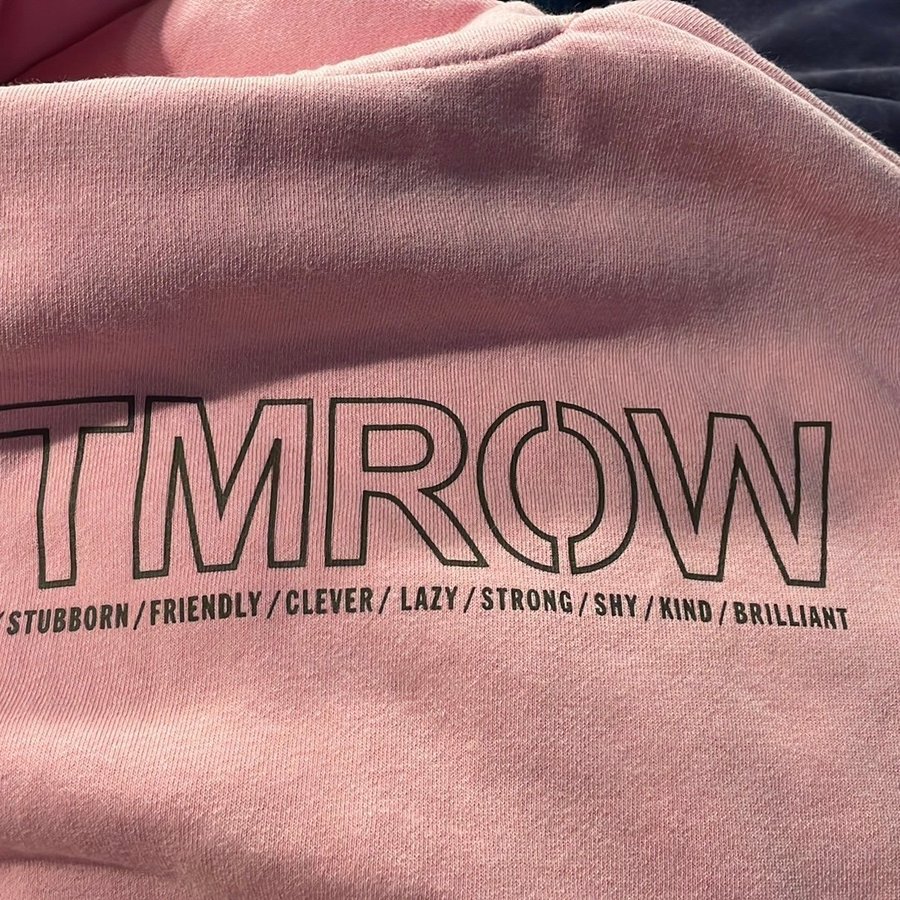 TMROW
/STUBBORN/FRIENDLY/CLEVER/ LAZY/STRONG/SHY/KIND/BRILLIANT